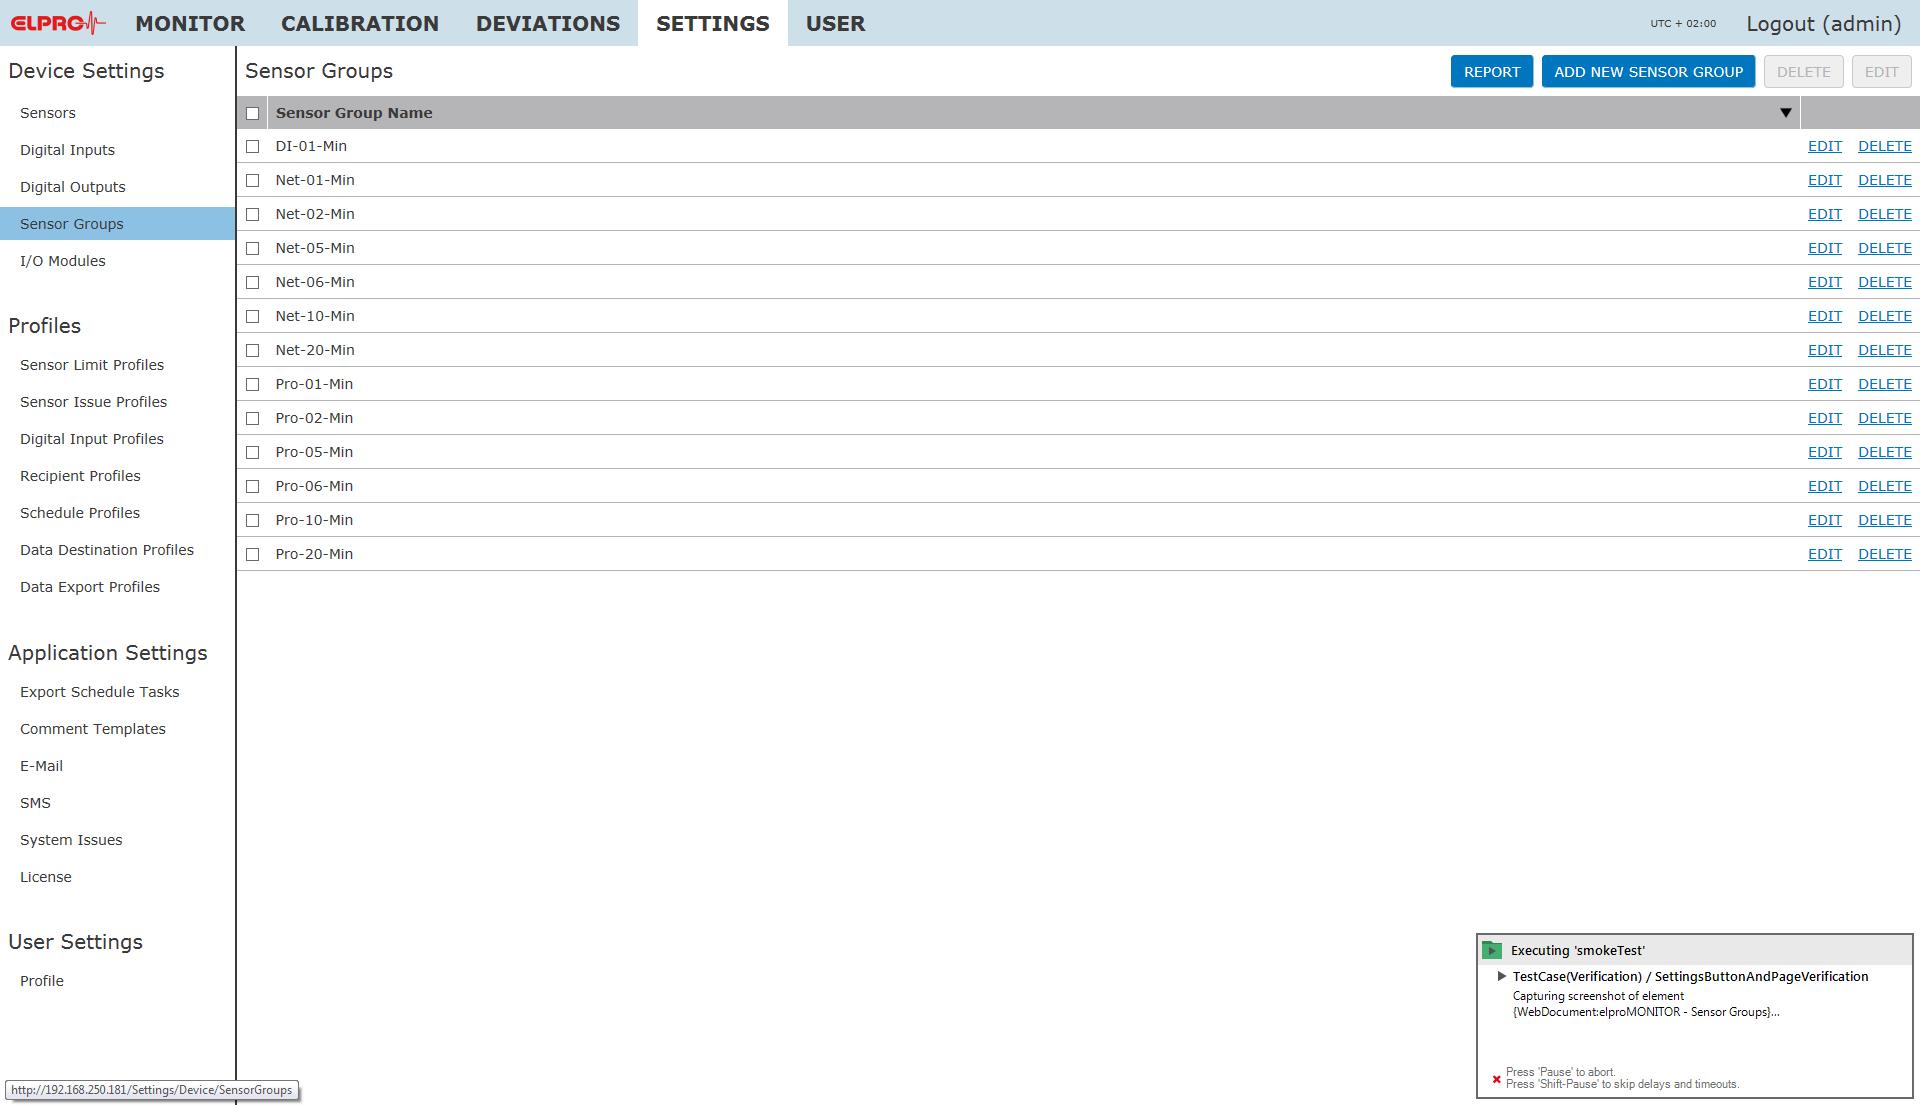 ELPRO MONITOR CALIBRATION DEVIATIONS SETTINGS USER UTC + 02:00 Logout (admin)
Device Settings
Sensors
Digital Inputs
Digital Outputs
Sensor Groups
I/O Modules
Profiles
Sensor Limit Profiles
Sensor Issue Profiles
Digital Input Profiles
Recipient Profiles
Schedule Profiles
Data Destination Profiles
Data Export Profiles
Application Settings
Export Schedule Tasks
Comment Templates
E-Mail
SMS
System Issues
License
User Settings
Profile
http://192.168.250.181/Settings/Device/SensorGroups
Sensor Groups REPORT ADD NEW SENSOR GROUP DELETE EDIT
Sensor Group Name
DI-01-Min EDIT DELETE
Net-01-Min EDIT DELETE
Net-02-Min EDIT DELETE
Net-05-Min EDIT DELETE
Net-06-Min EDIT DELETE
Net-10-Min EDIT DELETE
Net-20-Min EDIT DELETE
Pro-01-Min EDIT DELETE
Pro-02-Min EDIT DELETE
Pro-05-Min EDIT DELETE
Pro-06-Min EDIT DELETE
Pro-10-Min EDIT DELETE
Pro-20-Min EDIT DELETE
Executing 'smokeTest'
TestCase(Verification) / SettingsButtonAndPageVerification
Capturing screenshot of element
{WebDocument:elproMONITOR - Sensor Groups}...
Press 'Pause' to abort.
Press 'Shift-Pause' to skip delays and timeouts.